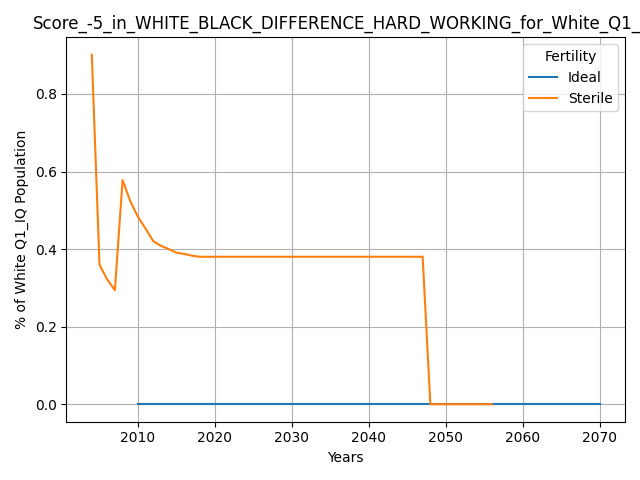 Score_-5_in_WHITE_BLACK_DIFFERENCE_HARD_WORKING_for_White_Q1_
Fertility
Ideal
Sterile
% of White Q1_IQ Population
0.8
0.6
0.4
0.2
0.0
2010 2020 2030 2040 2050 2060 2070
Years